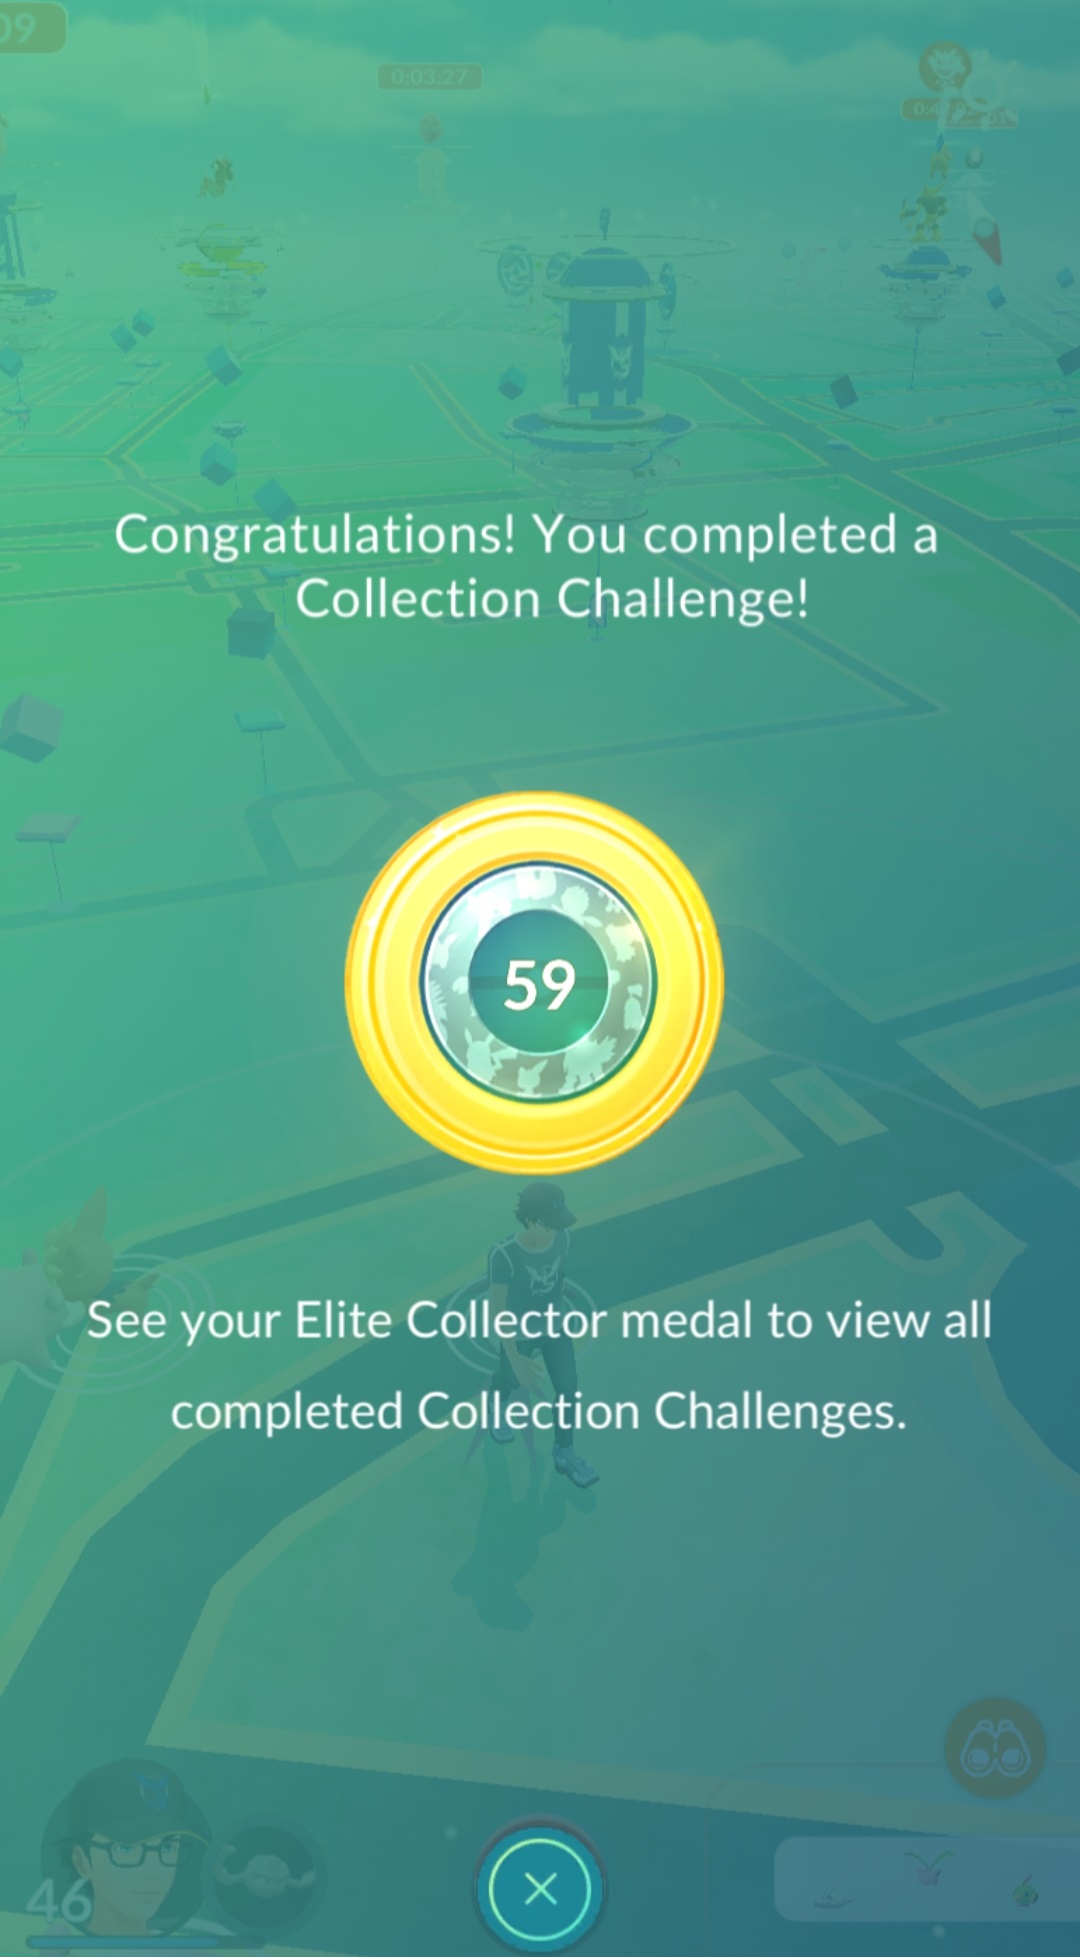 09
0:03:27
Congratulations! You completed a
Collection Challenge!
59
See your Elite Collector medal to view all
completed Collection Challenges.
46